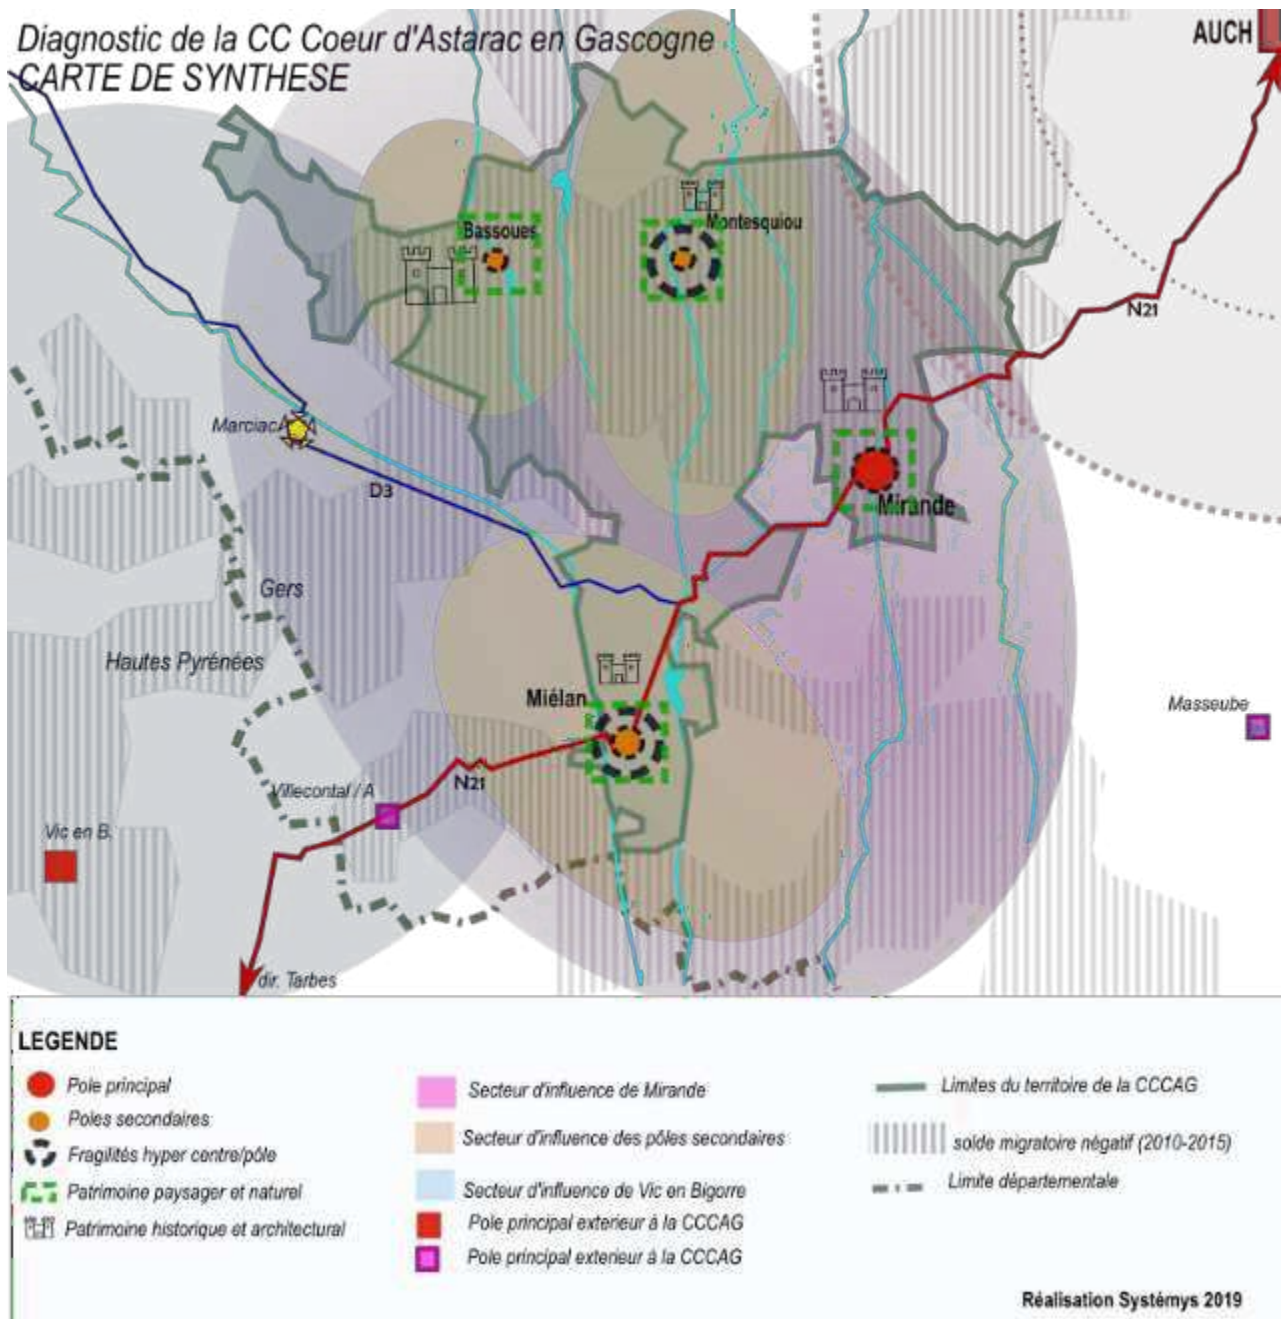 Diagnostic de la CC Coeur d'Astarac en Gascogne
CARTE DE SYNTHESE
AUCH
Bassoues
Montesquiou
N21
Marciac
D3
Mirande
Gers
Hautes Pyrénées
Miélan
Masseube
N21
Villecontal / A
Vic en B.
dir. Tarbes
LEGENDE
Pole principal
Poles secondaires
Fragilités hyper centre/pôle
Patrimoine paysager et naturel
Patrimoine historique et architectural
Secteur d'influence de Mirande
Secteur d'influence des pôles secondaires
Secteur d'influence de Vic en Bigorre
Pole principal exterieur à la CCCAG
Pole principal exterieur à la CCCAG
Limites du territoire de la CCCAG
solde migratoire négatif (2010-2015)
Limite départementale
Réalisation Systémys 2019